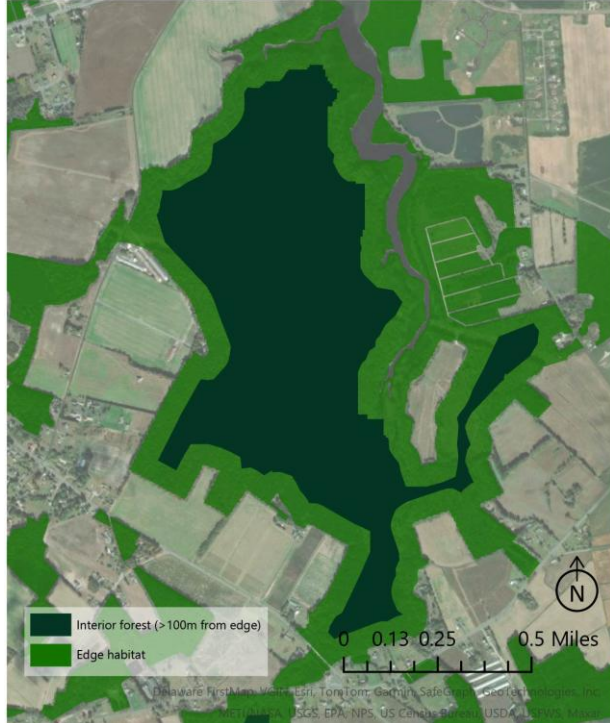 Interior forest (>100m from edge)
Edge habitat
N
0 0.13 0.25 0.5 Miles
Delaware FirstMap, VGIN, Esri, TomTom, Garmin, SafeGraph, GeoTechnologies, Inc,
METI/NASA, USGS, EPA, NPS, US Census Bureau, USDA, USFWS, Maxar